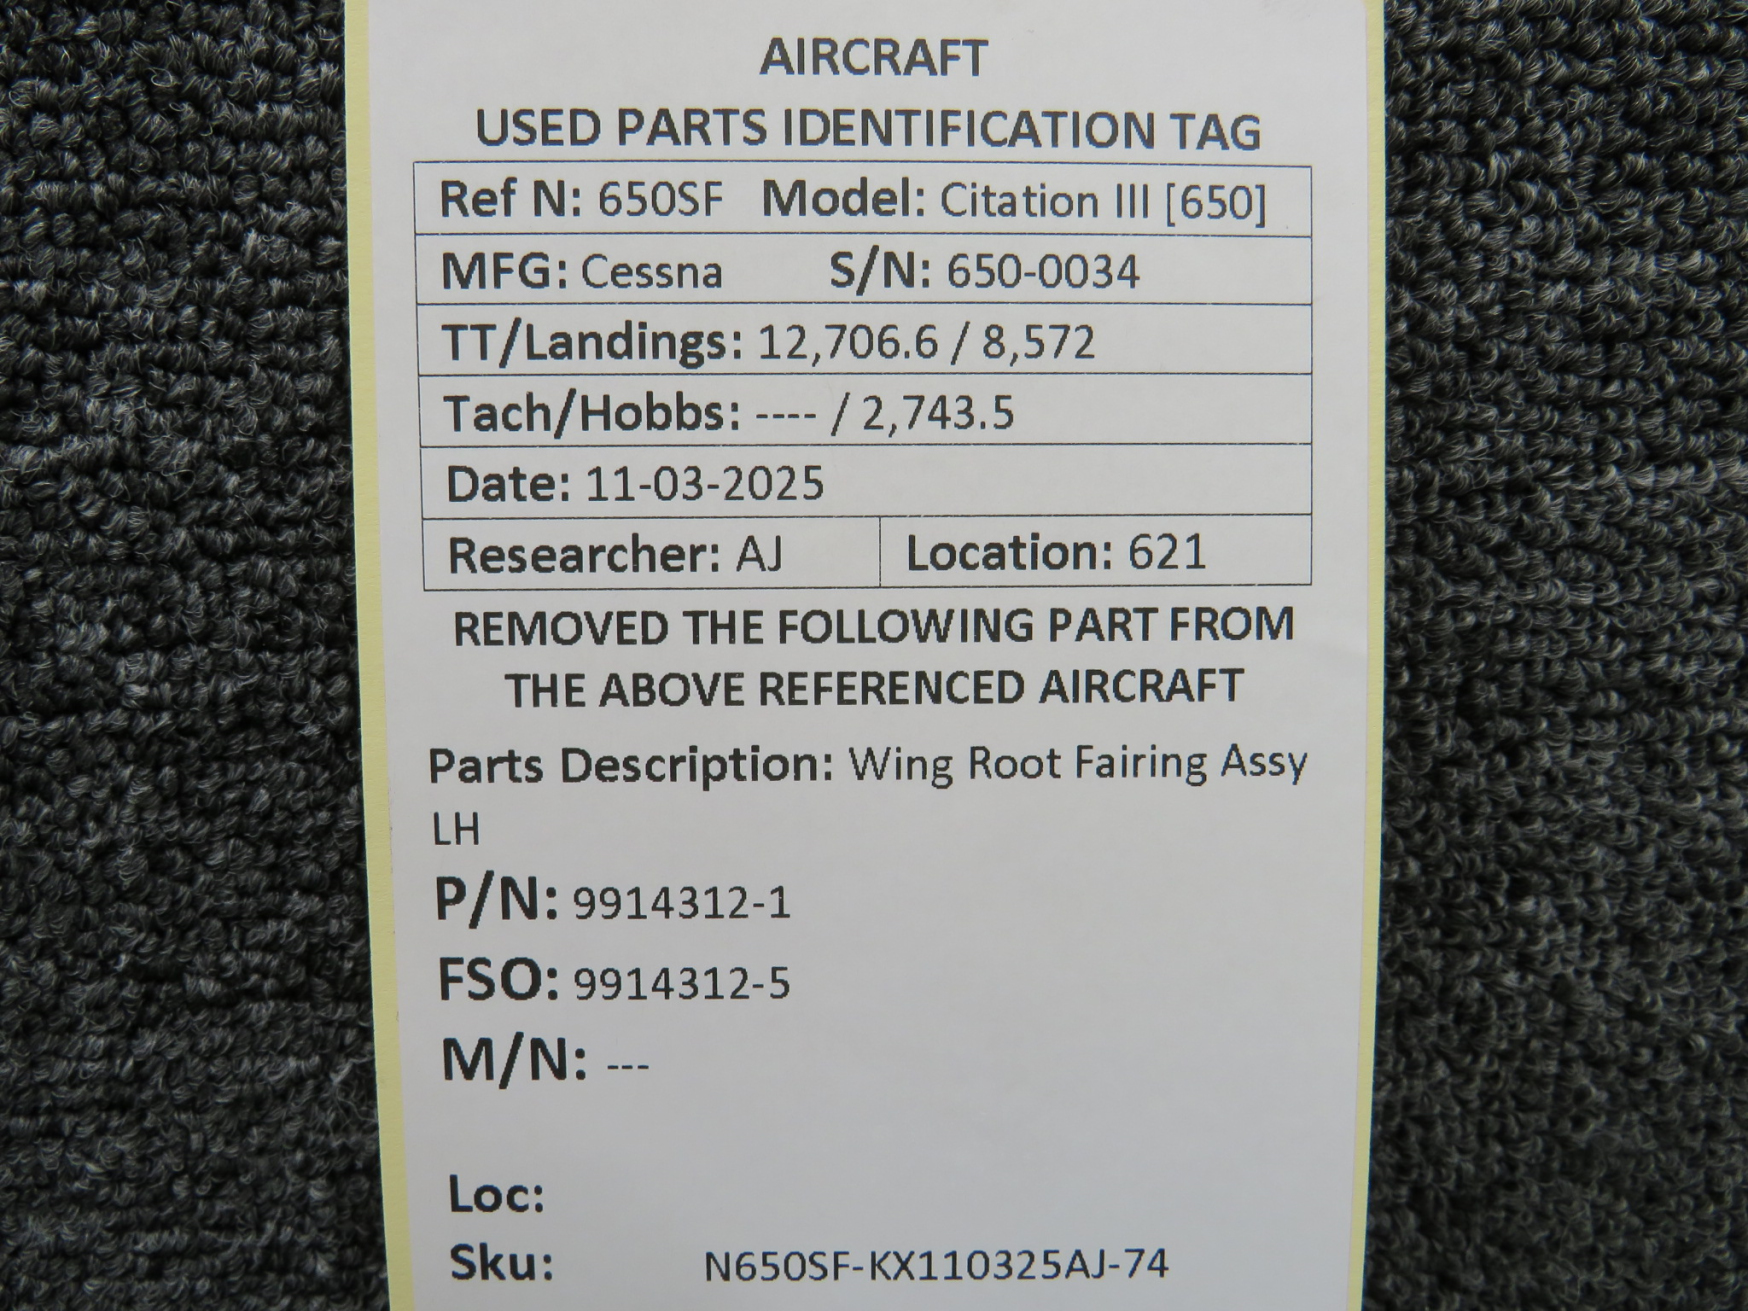 AIRCRAFT
USED PARTS IDENTIFICATION TAG
Ref N: 650SF Model: Citation III [650]
MFG: Cessna S/N: 650-0034
TT/Landings: 12,706.6 / 8,572
Tach/Hobbs: ---- / 2,743.5
Date: 11-03-2025
Researcher: AJ Location: 621
REMOVED THE FOLLOWING PART FROM
THE ABOVE REFERENCED AIRCRAFT
Parts Description: Wing Root Fairing Assy
LH
P/N: 9914312-1
FSO: 9914312-5
M/N: ---
Loc:
Sku: N650SF-KX110325AJ-74